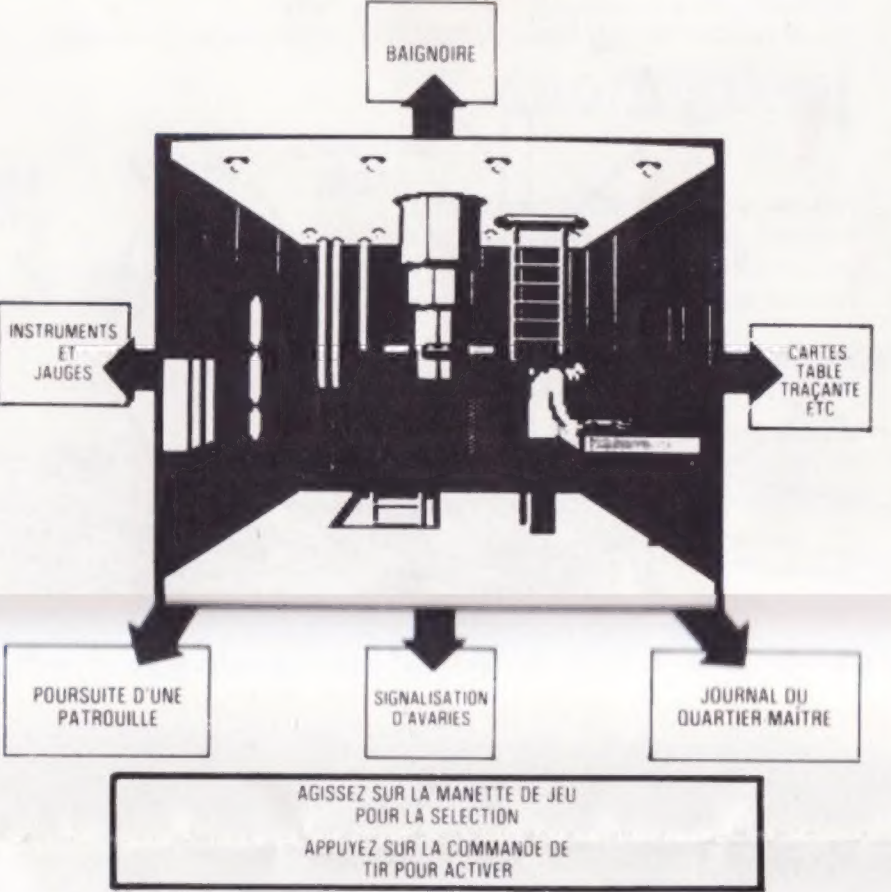 BAIGNOIRE
INSTRUMENTS
ET
JAUGES
CARTES
TABLE
TRAÇANTE
ETC
POURSUITE D'UNE
PATROUILLE
SIGNALISATION
D'AVARIES
JOURNAL DU
QUARTIER-MAÎTRE
AGISSEZ SUR LA MANETTE DE JEU
POUR LA SELECTION
APPUYEZ SUR LA COMMANDE DE
TIR POUR ACTIVER